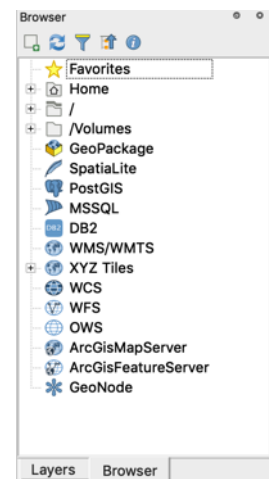 Browser
Favorites
Home
/
/Volumes
GeoPackage
SpatiaLite
PostGIS
MSSQL
DB2 DB2
WMS/WMTS
XYZ Tiles
WCS
WFS
OWS
ArcGisMapServer
ArcGisFeatureServer
GeoNode
Layers Browser